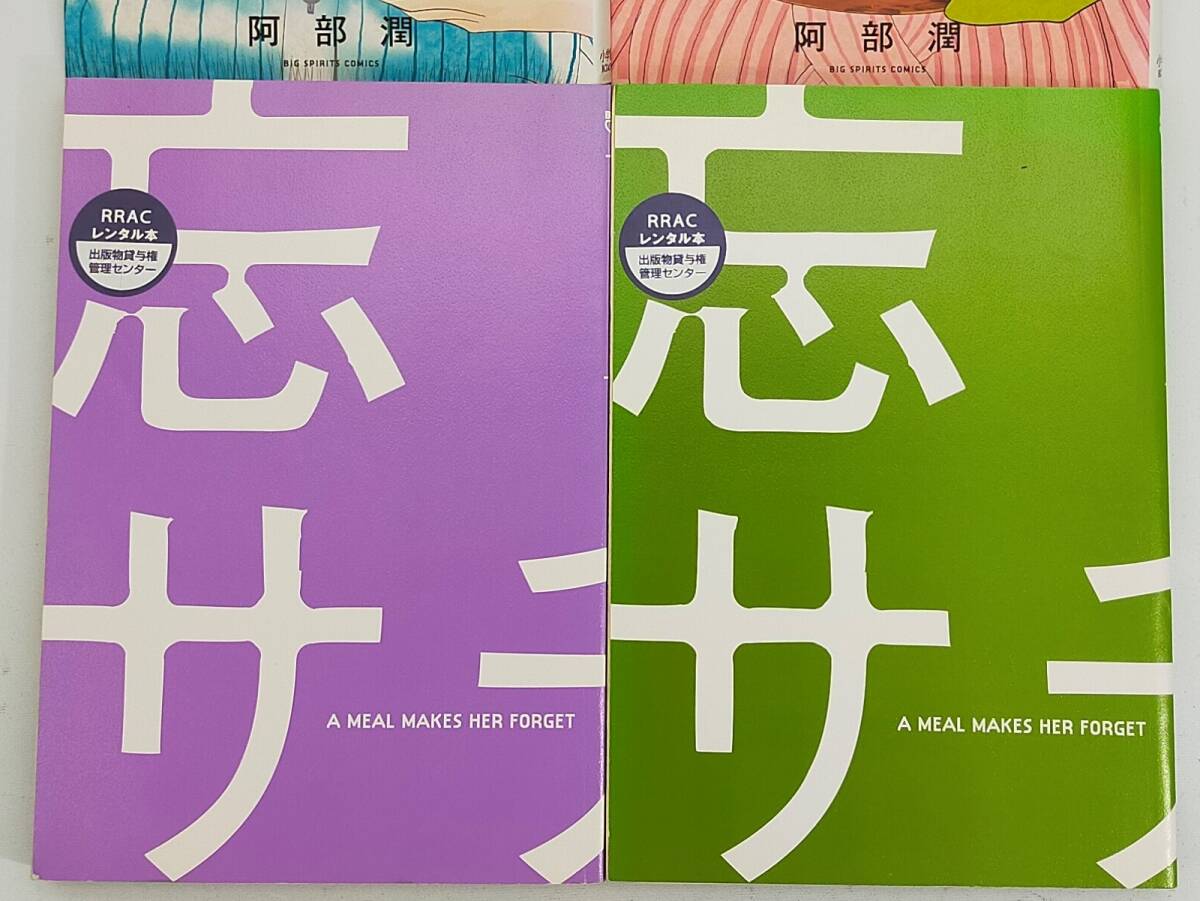 阿部潤
BIG SPIRITS COMICS
阿部潤
BIG SPIRITS COMICS
忘
RRAC
レンタル本
出版物貸与権
管理センター
サ
A MEAL MAKES HER FORGET
忘
RRAC
レンタル本
出版物貸与権
管理センター
サ
A MEAL MAKES HER FORGET